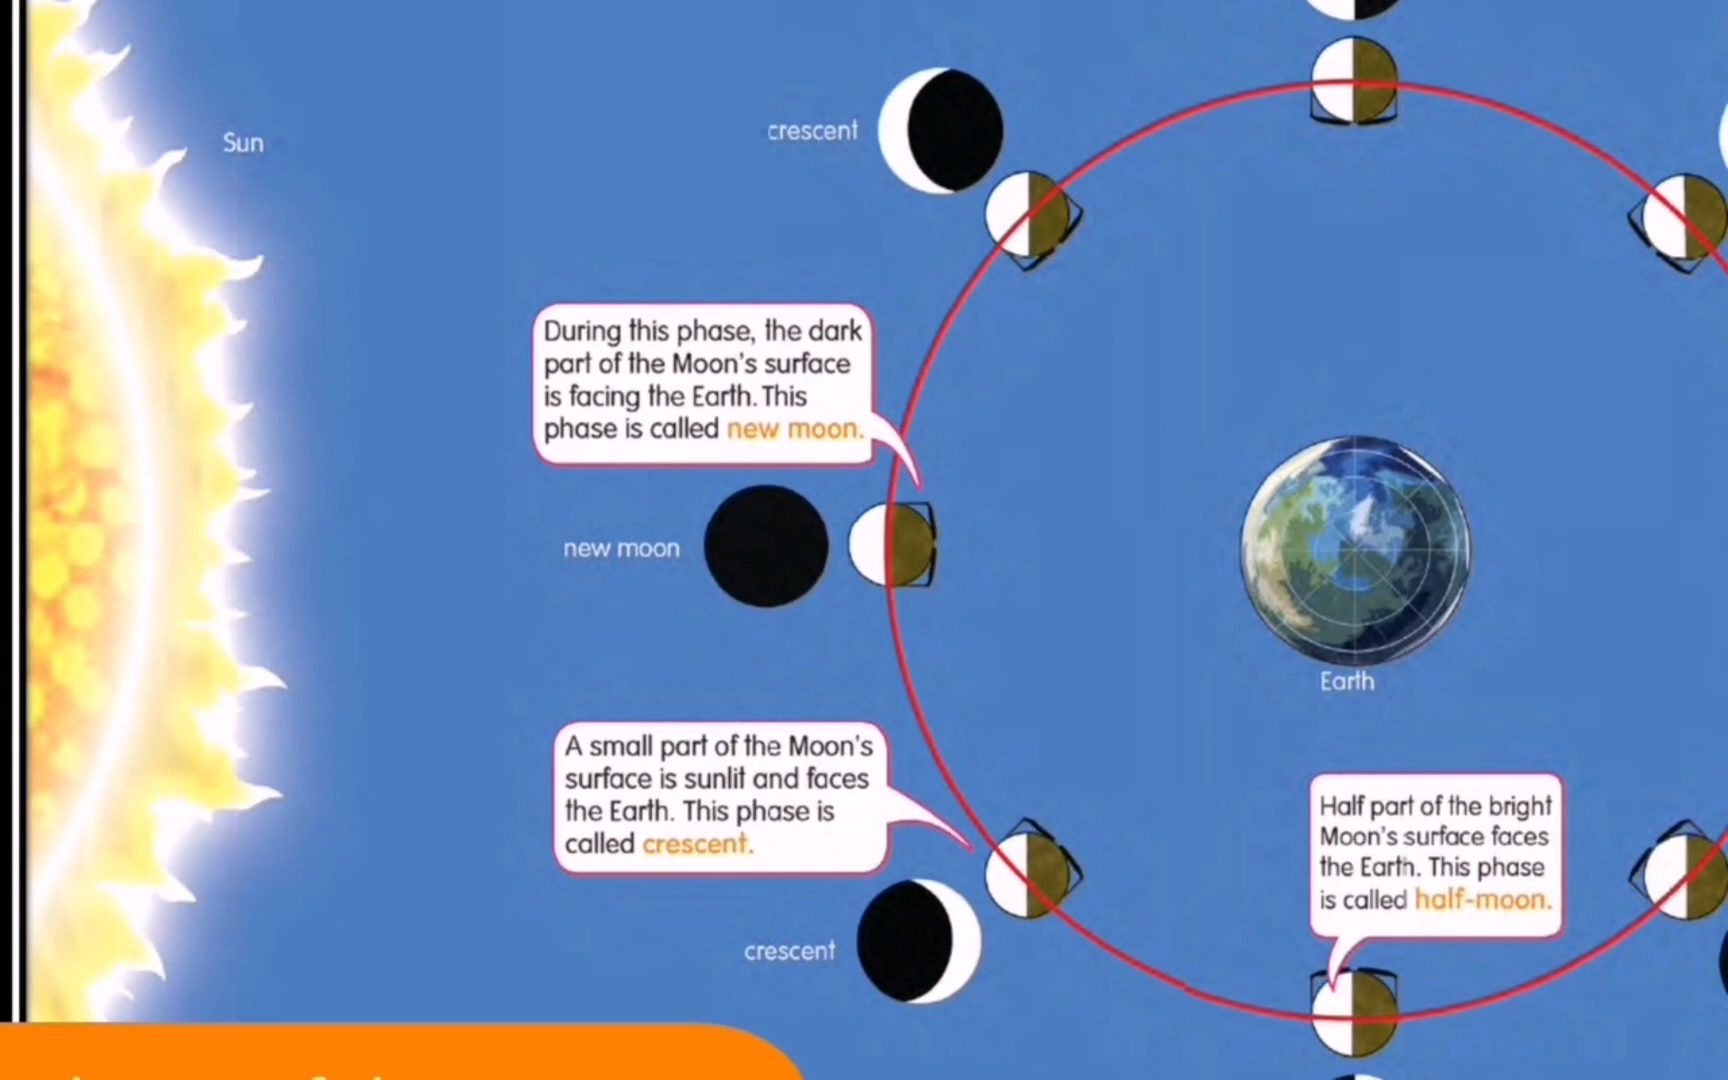 Sun
crescent
During this phase, the dark
part of the Moon's surface
is facing the Earth. This
phase is called new moon.
new moon
Earth
A small part of the Moon's
surface is sunlit and faces
the Earth. This phase is
called crescent.
Half part of the bright
Moon's surface faces
the Earth. This phase
is called half-moon.
crescent